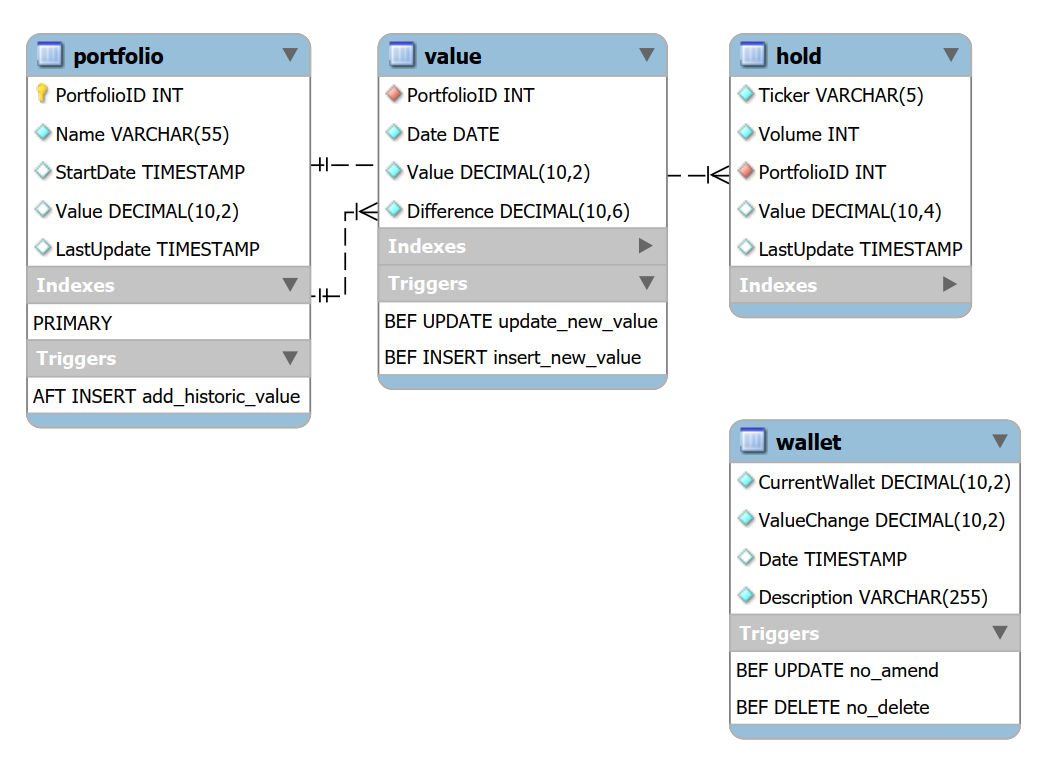 portfolio
PortfolioID INT
Name VARCHAR(55)
StartDate TIMESTAMP
Value DECIMAL(10,2)
LastUpdate TIMESTAMP
Indexes
PRIMARY
Triggers
AFT INSERT add_historic_value
value
PortfolioID INT
Date DATE
Value DECIMAL(10,2)
Difference DECIMAL(10,6)
Indexes
Triggers
BEF UPDATE update_new_value
BEF INSERT insert_new_value
hold
Ticker VARCHAR(5)
Volume INT
PortfolioID INT
Value DECIMAL(10,4)
LastUpdate TIMESTAMP
Indexes
wallet
CurrentWallet DECIMAL(10,2)
ValueChange DECIMAL(10,2)
Date TIMESTAMP
Description VARCHAR(255)
Triggers
BEF UPDATE no_amend
BEF DELETE no_delete